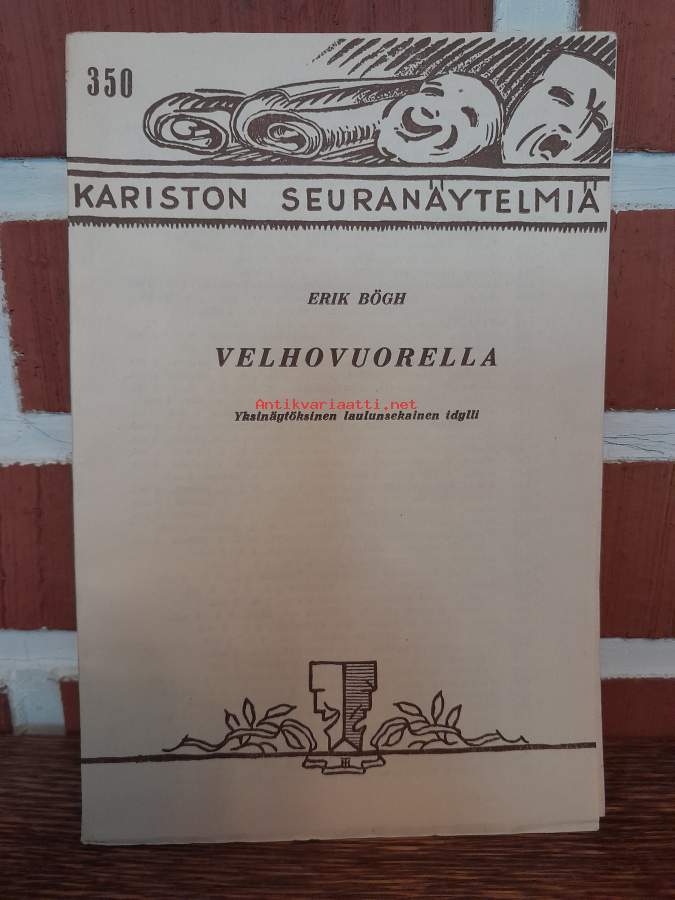 350
KARISTON SEURANÄYTELMIÄ
ERIK BÖGH
VELHOVUORELLA
Antikvariaatti.net
Yksinäytöksinen laulunsekainen idylli